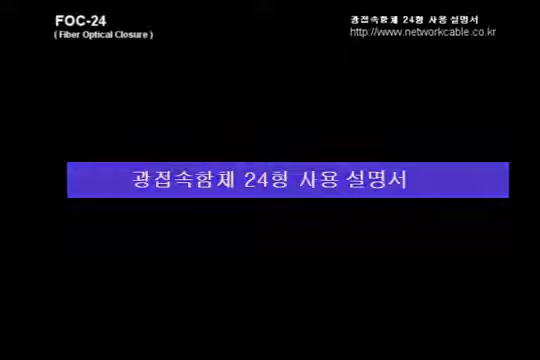 FOC-24
( Fiber Optical Closure )
광접속함체 24형 사용 설명서
http://www.networkcable.co.kr
광접속함체 24형 사용 설명서